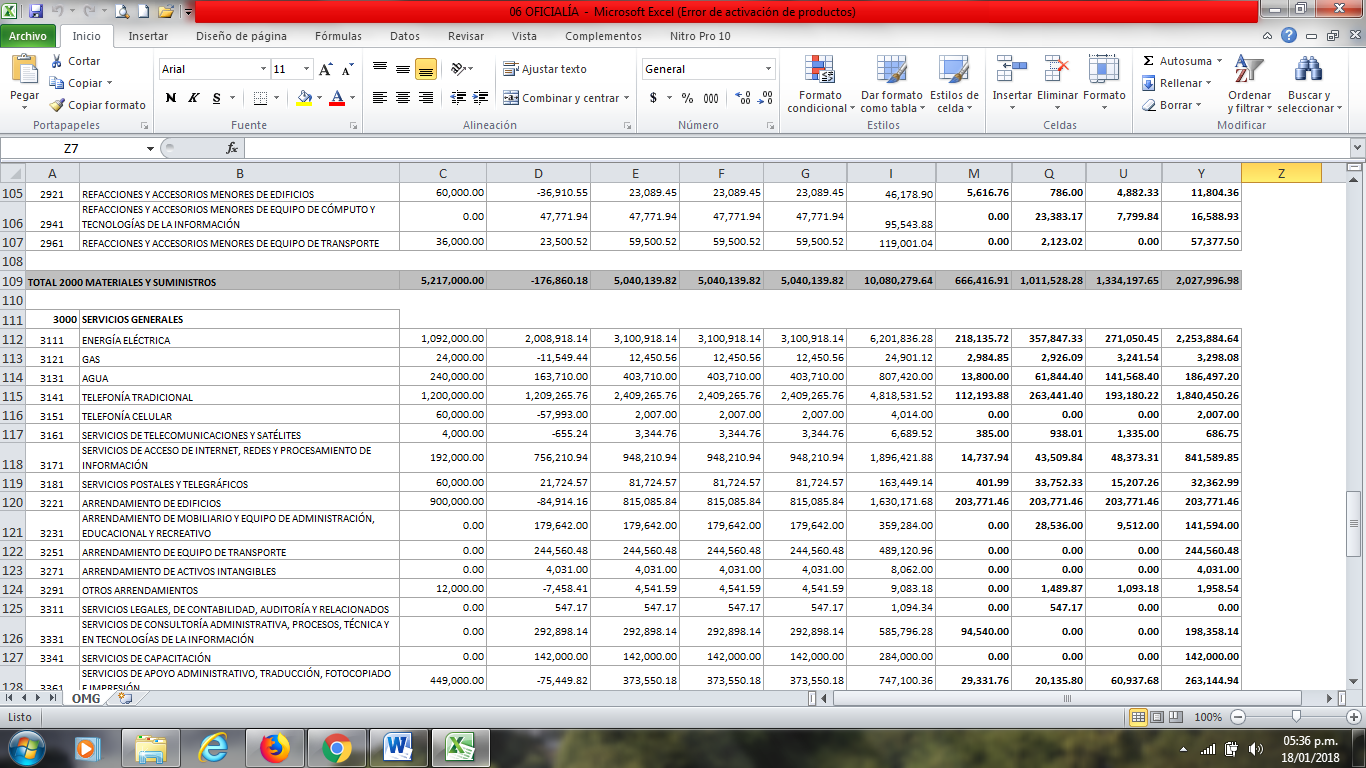 06 OFICIALÍA - Microsoft Excel (Error de activación de productos)
Archivo Inicio Insertar Diseño de página Fórmulas Datos Revisar Vista Complementos Nitro Pro 10
Pegar Cortar Copiar Copiar formato Portapapeles
Arial 11 N K S Fuente
Ajustar texto Combinar y centrar Alineación
General $ % 000 Número
Formato condicional Dar formato como tabla Estilos de celda Estilos
Insertar Eliminar Formato Celdas
Autosuma Rellenar Borrar Ordenar y filtrar Buscar y seleccionar Modificar
Z7 fx
A B C D E F G I M Q U Y Z
105 2921 REFACCIONES Y ACCESORIOS MENORES DE EDIFICIOS 60,000.00 -36,910.55 23,089.45 23,089.45 23,089.45 46,178.90 5,616.76 786.00 4,882.33 11,804.36
REFACCIONES Y ACCESORIOS MENORES DE EQUIPO DE CÓMPUTO Y
106 2941 TECNOLOGÍAS DE LA INFORMACIÓN 0.00 47,771.94 47,771.94 47,771.94 47,771.94 95,543.88 0.00 23,383.17 7,799.84 16,588.93
107 2961 REFACCIONES Y ACCESORIOS MENORES DE EQUIPO DE TRANSPORTE 36,000.00 23,500.52 59,500.52 59,500.52 59,500.52 119,001.04 0.00 2,123.02 0.00 57,377.50
108
109 TOTAL 2000 MATERIALES Y SUMINISTROS 5,217,000.00 -176,860.18 5,040,139.82 5,040,139.82 5,040,139.82 10,080,279.64 666,416.91 1,011,528.28 1,334,197.65 2,027,996.98
110
111 3000 SERVICIOS GENERALES
112 3111 ENERGÍA ELÉCTRICA 1,092,000.00 2,008,918.14 3,100,918.14 3,100,918.14 3,100,918.14 6,201,836.28 218,135.72 357,847.33 271,050.45 2,253,884.64
113 3121 GAS 24,000.00 -11,549.44 12,450.56 12,450.56 12,450.56 24,901.12 2,984.85 2,926.09 3,241.54 3,298.08
114 3131 AGUA 240,000.00 163,710.00 403,710.00 403,710.00 403,710.00 807,420.00 13,800.00 61,844.40 141,568.40 186,497.20
115 3141 TELEFONÍA TRADICIONAL 1,200,000.00 1,209,265.76 2,409,265.76 2,409,265.76 2,409,265.76 4,818,531.52 112,193.88 263,441.40 193,180.22 1,840,450.26
116 3151 TELEFONÍA CELULAR 60,000.00 -57,993.00 2,007.00 2,007.00 2,007.00 4,014.00 0.00 0.00 0.00 2,007.00
117 3161 SERVICIOS DE TELECOMUNICACIONES Y SATÉLITES 4,000.00 -655.24 3,344.76 3,344.76 3,344.76 6,689.52 385.00 938.01 1,335.00 686.75
SERVICIOS DE ACCESO DE INTERNET, REDES Y PROCESAMIENTO DE
118 3171 INFORMACIÓN 192,000.00 756,210.94 948,210.94 948,210.94 948,210.94 1,896,421.88 14,737.94 43,509.84 48,373.31 841,589.85
119 3181 SERVICIOS POSTALES Y TELEGRÁFICOS 60,000.00 21,724.57 81,724.57 81,724.57 81,724.57 163,449.14 401.99 33,752.33 15,207.26 32,362.99
120 3221 ARRENDAMIENTO DE EDIFICIOS 900,000.00 -84,914.16 815,085.84 815,085.84 815,085.84 1,630,171.68 203,771.46 203,771.46 203,771.46 203,771.46
ARRENDAMIENTO DE MOBILIARIO Y EQUIPO DE ADMINISTRACIÓN,
121 3231 EDUCACIONAL Y RECREATIVO 0.00 179,642.00 179,642.00 179,642.00 179,642.00 359,284.00 0.00 28,536.00 9,512.00 141,594.00
122 3251 ARRENDAMIENTO DE EQUIPO DE TRANSPORTE 0.00 244,560.48 244,560.48 244,560.48 244,560.48 489,120.96 0.00 0.00 0.00 244,560.48
123 3271 ARRENDAMIENTO DE ACTIVOS INTANGIBLES 0.00 4,031.00 4,031.00 4,031.00 4,031.00 8,062.00 0.00 0.00 0.00 4,031.00
124 3291 OTROS ARRENDAMIENTOS 12,000.00 -7,458.41 4,541.59 4,541.59 4,541.59 9,083.18 0.00 1,489.87 1,093.18 1,958.54
125 3311 SERVICIOS LEGALES, DE CONTABILIDAD, AUDITORÍA Y RELACIONADOS 0.00 547.17 547.17 547.17 547.17 1,094.34 0.00 547.17 0.00 0.00
SERVICIOS DE CONSULTORÍA ADMINISTRATIVA, PROCESOS, TÉCNICA Y
126 3331 EN TECNOLOGÍAS DE LA INFORMACIÓN 0.00 292,898.14 292,898.14 292,898.14 292,898.14 585,796.28 94,540.00 0.00 0.00 198,358.14
127 3341 SERVICIOS DE CAPACITACIÓN 0.00 142,000.00 142,000.00 142,000.00 142,000.00 284,000.00 0.00 0.00 0.00 142,000.00
SERVICIOS DE APOYO ADMINISTRATIVO, TRADUCCIÓN, FOTOCOPIADO
128 3361 E IMPRESIÓN 449,000.00 -75,449.82 373,550.18 373,550.18 373,550.18 747,100.36 29,331.76 20,135.80 60,937.68 263,144.94
OMG
Listo 100%
05:36 p.m.
18/01/2018